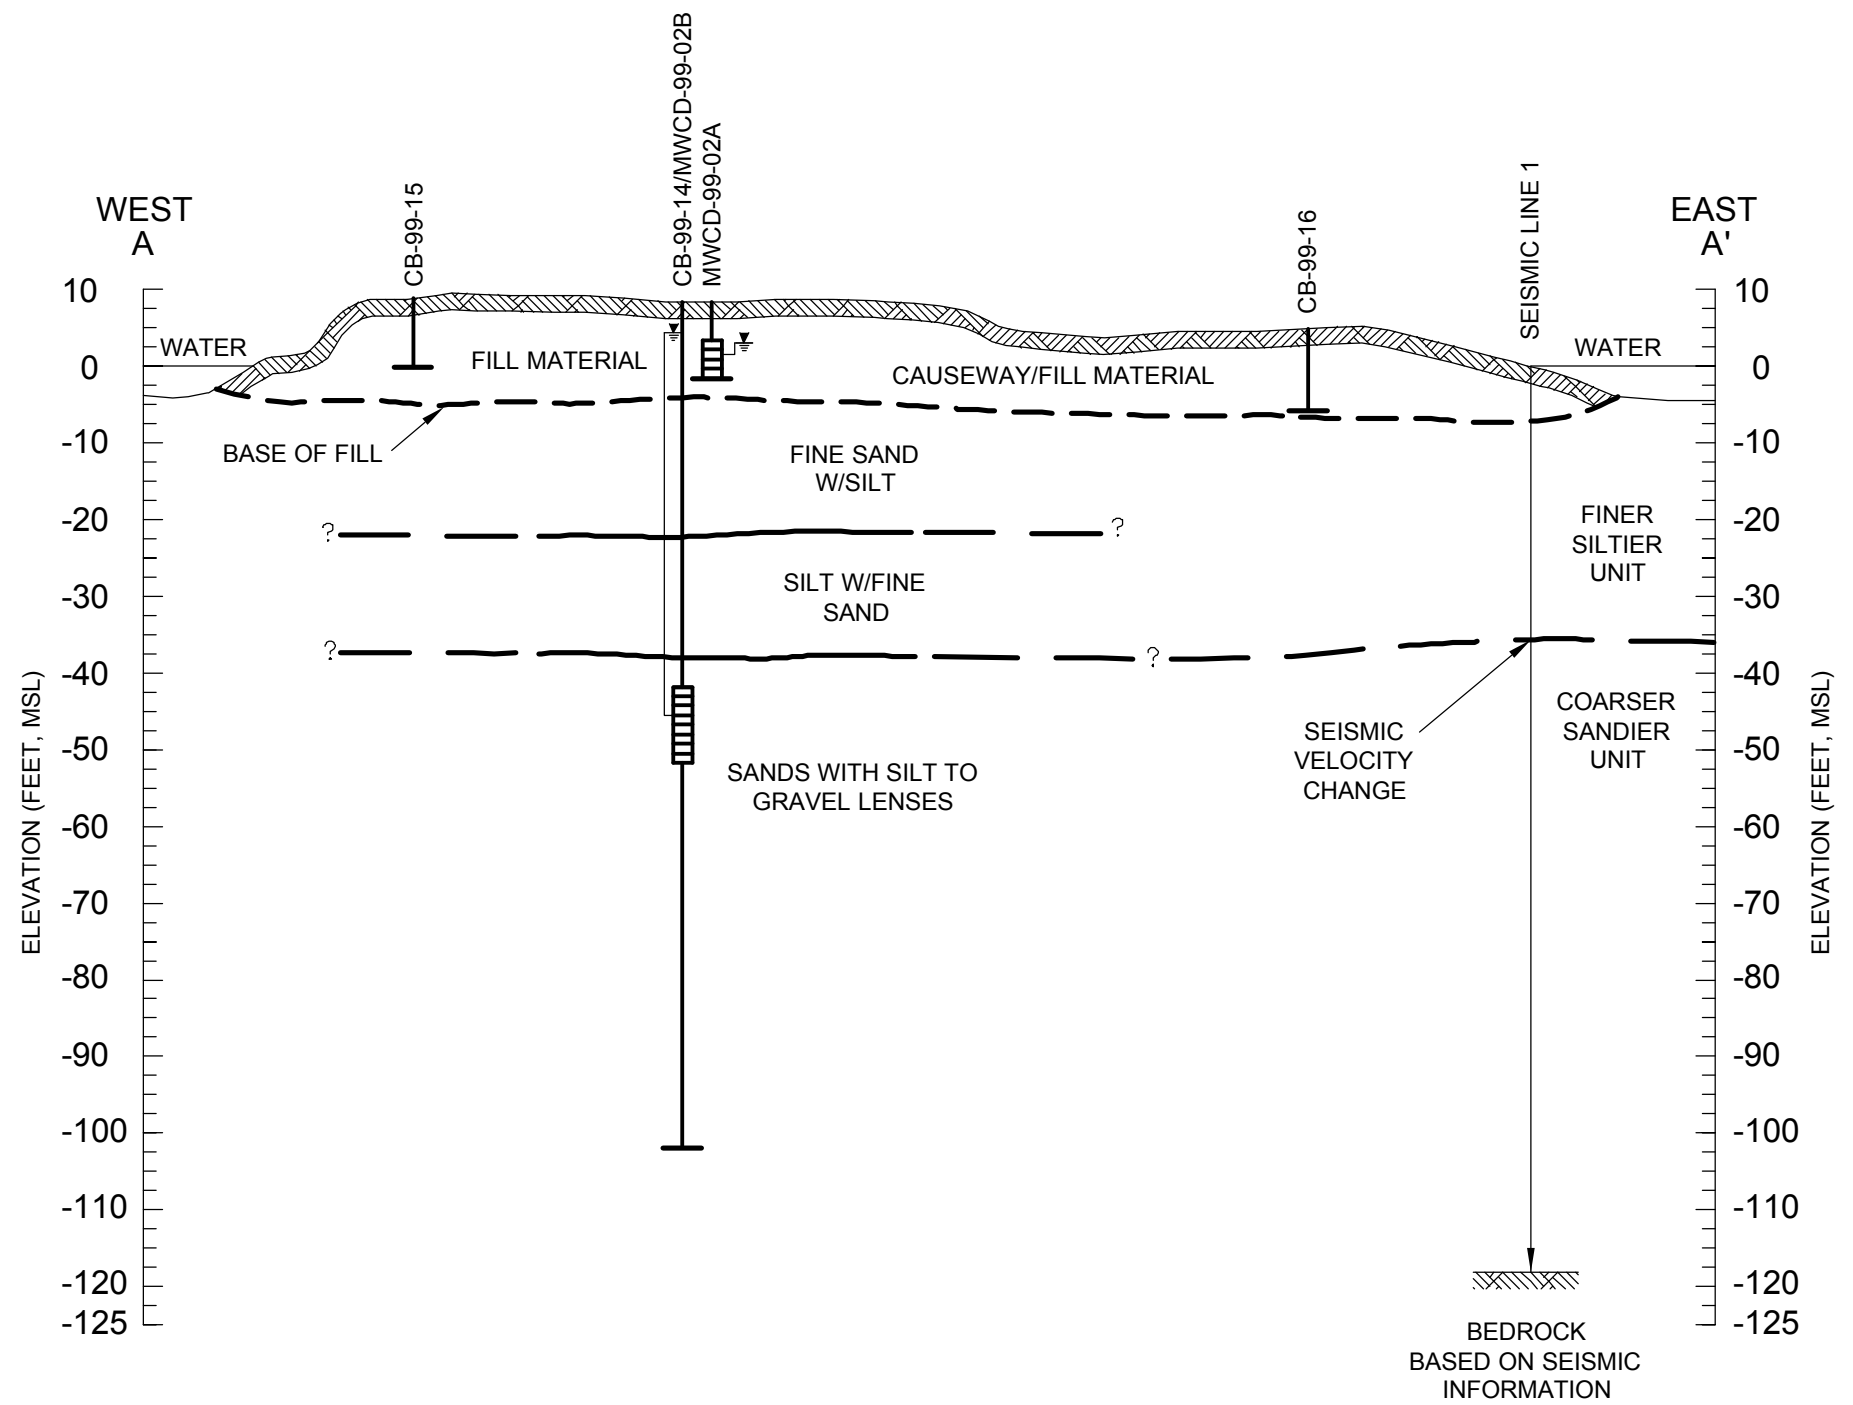 CB-99-14/MWCD-99-02B
MWCD-99-02A
CB-99-15
CB-99-16
SEISMIC LINE 1
WEST
A
EAST
A'
10
0
-10
-20
-30
-40
-50
-60
-70
-80
-90
-100
-110
-120
-125
ELEVATION (FEET, MSL)
WATER
FILL MATERIAL
CAUSEWAY/FILL MATERIAL
WATER
BASE OF FILL
FINE SAND
W/SILT
?
?
SILT W/FINE
SAND
?
?
SANDS WITH SILT TO
GRAVEL LENSES
FINER
SILTIER
UNIT
SEISMIC
VELOCITY
CHANGE
COARSER
SANDIER
UNIT
BEDROCK
BASED ON SEISMIC
INFORMATION
10
0
-10
-20
-30
-40
-50
-60
-70
-80
-90
-100
-110
-120
-125
ELEVATION (FEET, MSL)